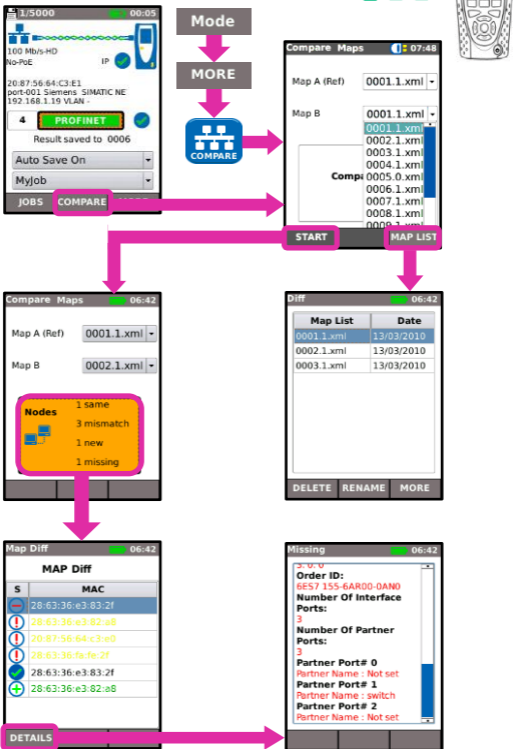 1/5000 00:05
100 Mb/s-HD
No-PoE IP
20:87:56:64:C3:E1
port-001 Siemens SIMATIC NE
192.168.1.19 VLAN -
4 PROFINET
Result saved to 0006
Auto Save On
MyJob
JOBS COMPARE
Mode
MORE
COMPARE
Compare Maps 07:48
Map A (Ref) 0001.1.xml
Map B 0001.1.xml
0001.1.xml
0002.1.xml
0003.1.xml
0004.1.xml
0005.0.xml
0006.1.xml
0007.1.xml
0008.1.xml
0009.1.xml
Compa
START MAP LIST
Compare Maps 06:42
Map A (Ref) 0001.1.xml
Map B 0002.1.xml
Nodes
1 same
3 mismatch
1 new
1 missing
Diff 06:42
Map List Date
0001.1.xml 13/03/2010
0002.1.xml 13/03/2010
0003.1.xml 13/03/2010
DELETE RENAME MORE
Map Diff 06:42
MAP Diff
S MAC
28:63:36:e3:83:2f
28:63:36:e3:82:a8
20:87:56:64:c3:e0
28:63:36:fe:fe:2f
28:63:36:e3:83:2f
28:63:36:e3:82:a8
DETAILS
Missing 06:42
3. 0. 0
Order ID:
6ES7 155-6AR00-0AN0
Number Of Interface
Ports:
3
Number Of Partner
Ports:
3
Partner Port# 0
Partner Name : Not set
Partner Port# 1
Partner Name : switch
Partner Port# 2
Partner Name : Not set